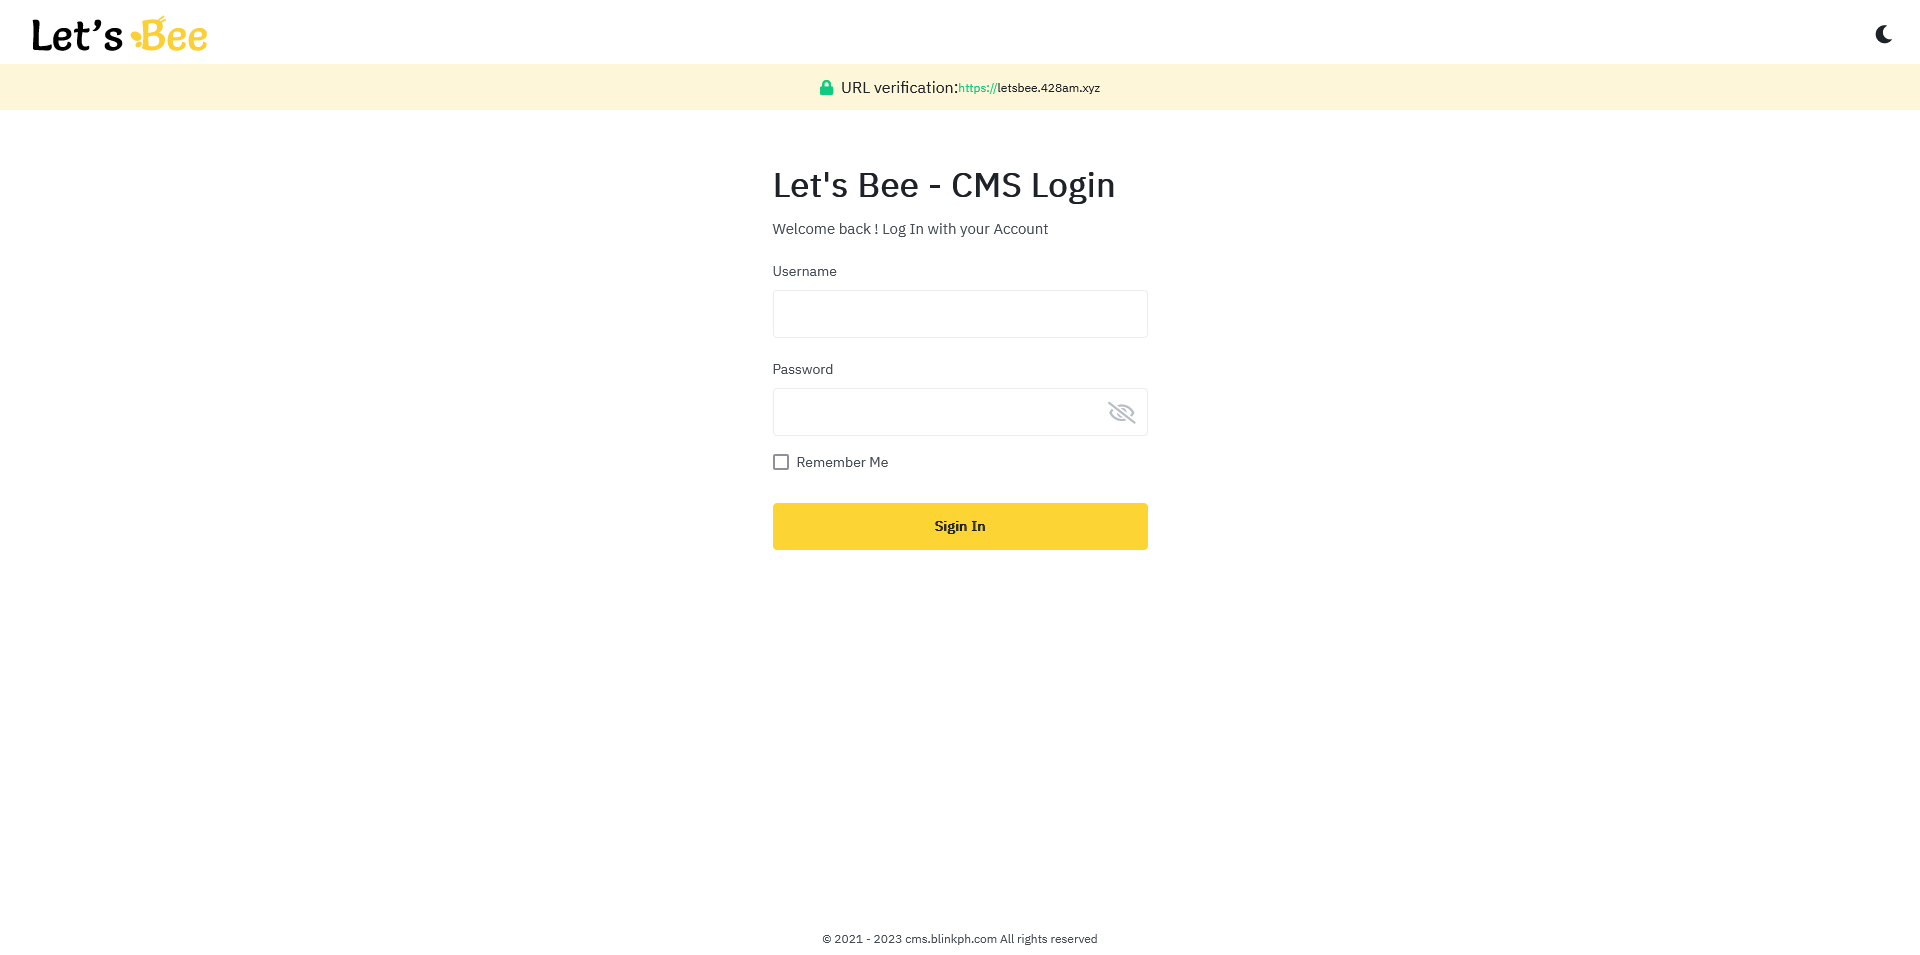 Let's Bee
URL verification:https://letsbee.428am.xyz
Let's Bee - CMS Login
Welcome back ! Log In with your Account
Username
Password
Remember Me
Sigin In
© 2021 - 2023 cms.blinkph.com All rights reserved